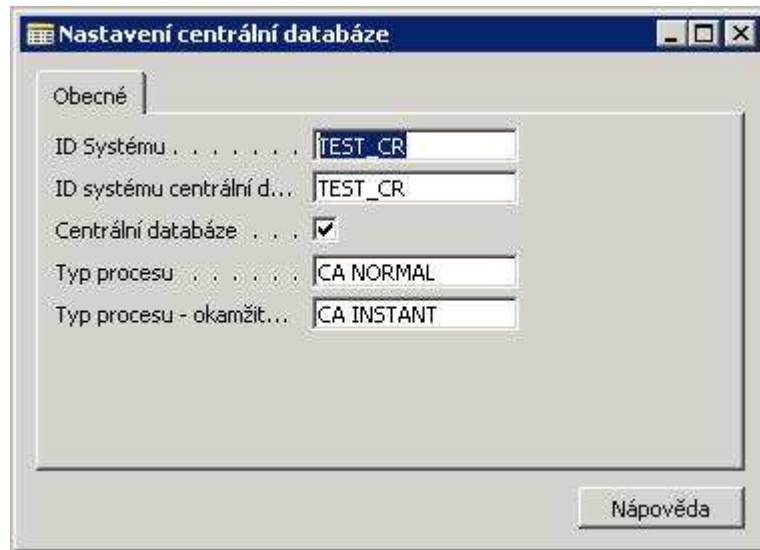 Nastavení centrální databáze
Obecné
ID Systému . . . . . . . TEST_CR
ID systému centrální d... TEST_CR
Centrální databáze . . .
Typ procesu . . . . . . CA NORMAL
Typ procesu - okamžit... CA INSTANT
Nápověda